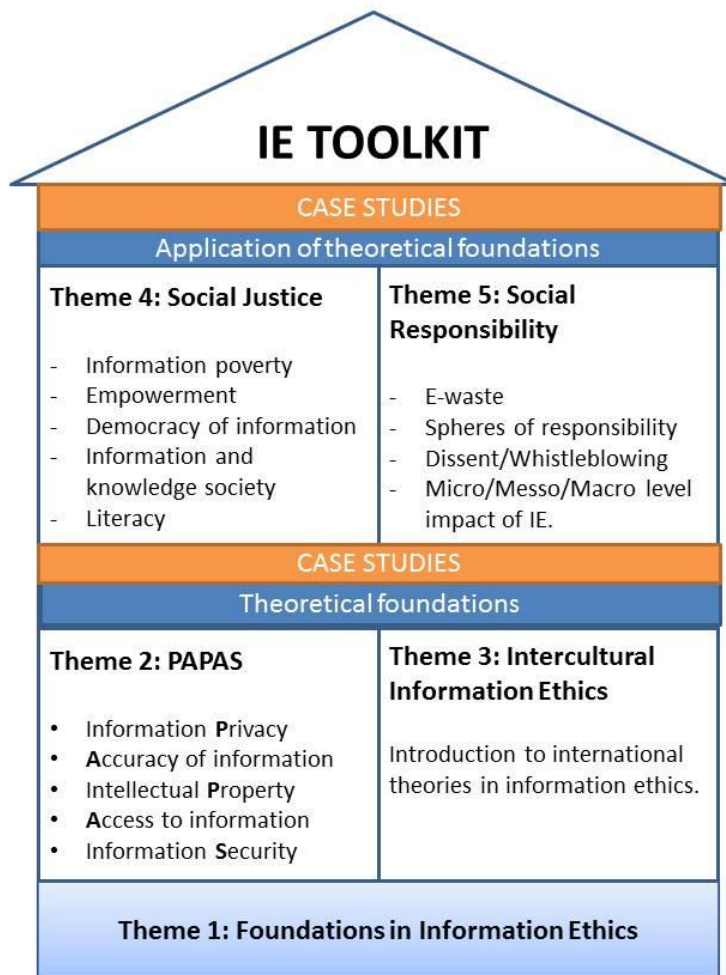 IE TOOLKIT
CASE STUDIES
Application of theoretical foundations
Theme 4: Social Justice
- Information poverty
- Empowerment
- Democracy of information
- Information and
knowledge society
- Literacy
Theme 5: Social
Responsibility
- E-waste
- Spheres of responsibility
- Dissent/Whistleblowing
- Micro/Messo/Macro level
impact of IE.
CASE STUDIES
Theoretical foundations
Theme 2: PAPAS
• Information Privacy
• Accuracy of information
• Intellectual Property
• Access to information
• Information Security
Theme 3: Intercultural
Information Ethics
Introduction to international
theories in information ethics.
Theme 1: Foundations in Information Ethics